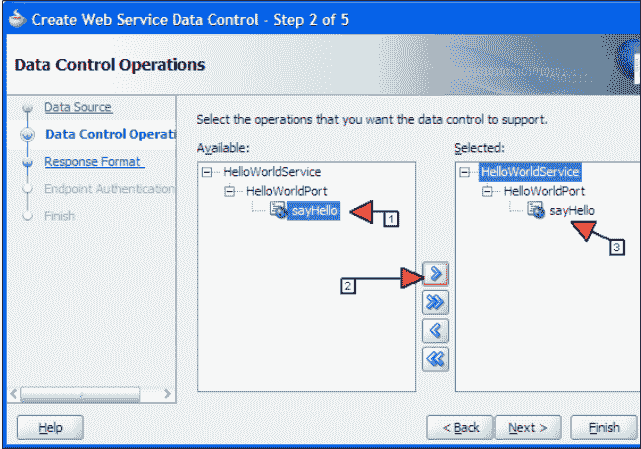 Create Web Service Data Control - Step 2 of 5
Data Control Operations
Data Source
Data Control Operati
Response Format
Endpoint Authentication
Finish
Select the operations that you want the data control to support.
Available:
HelloWorldService
HelloWorldPort
sayHello
1
2
Selected:
HelloWorldService
HelloWorldPort
sayHello
3
Help
< Back
Next >
Finish